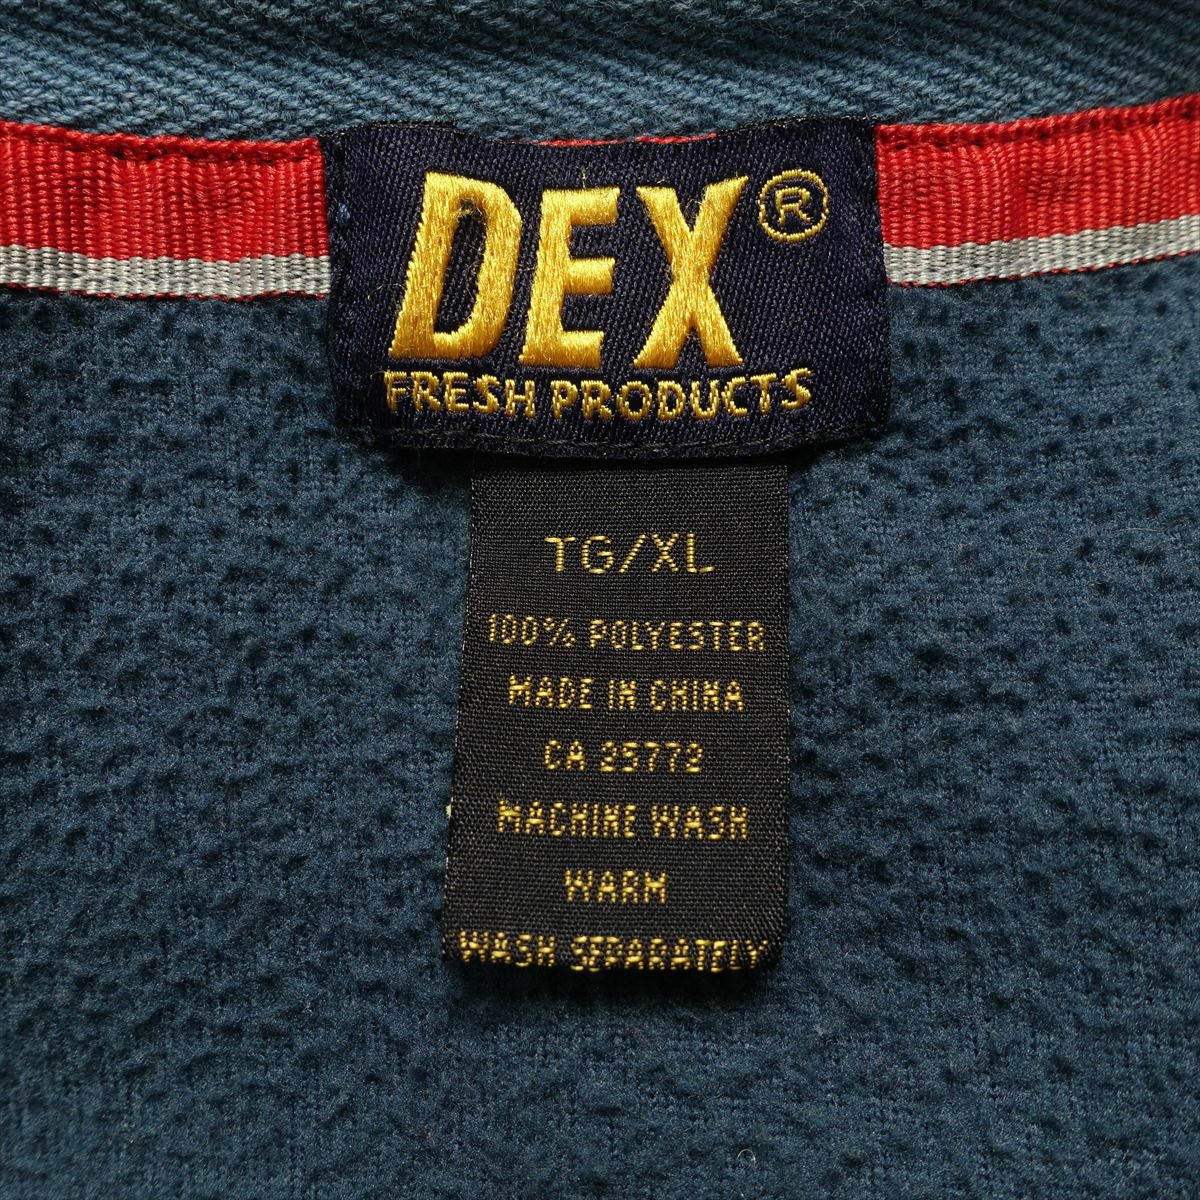 DEX®
FRESH PRODUCTS
TG/XL
100% POLYESTER
MADE IN CHINA
CA 25772
MACHINE WASH
WARM
WASH SEPARATELY